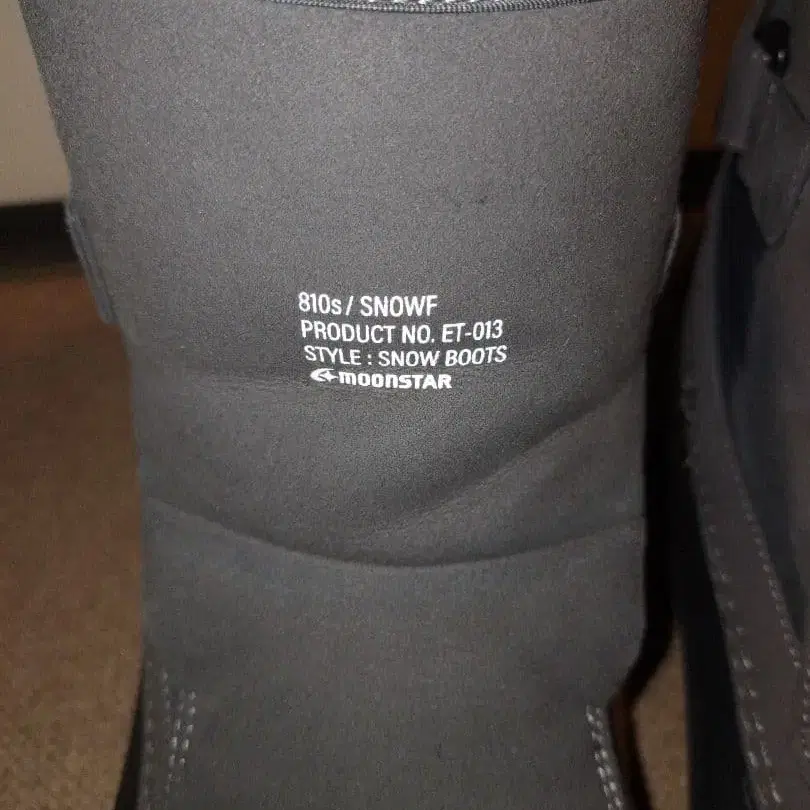 810s / SNOWF
PRODUCT NO. ET-013
STYLE : SNOW BOOTS
moonSTAR